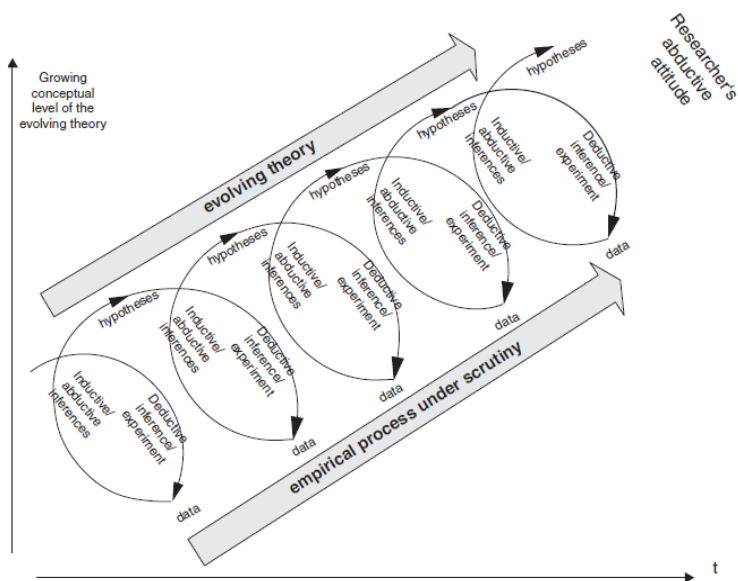 Researcher's
abductive
attitude
Growing
conceptual
level of the
evolving theory
evolving theory
hypotheses
Inductive/
abductive
inferences
Deductive
inference/
experiment
data
hypotheses
Inductive/
abductive
inferences
Deductive
inference/
experiment
data
hypotheses
Inductive/
abductive
inferences
Deductive
inference/
experiment
data
hypotheses
Inductive/
abductive
inferences
Deductive
inference/
experiment
data
hypotheses
Inductive/
abductive
inferences
Deductive
inference/
experiment
data
empirical process under scrutiny
t